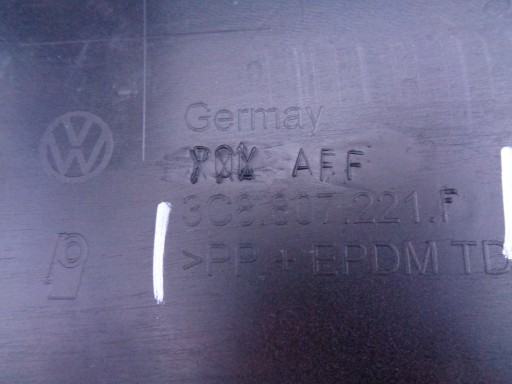 Germay
AFF
3C8.807.221.F
>PP + EPDM TD